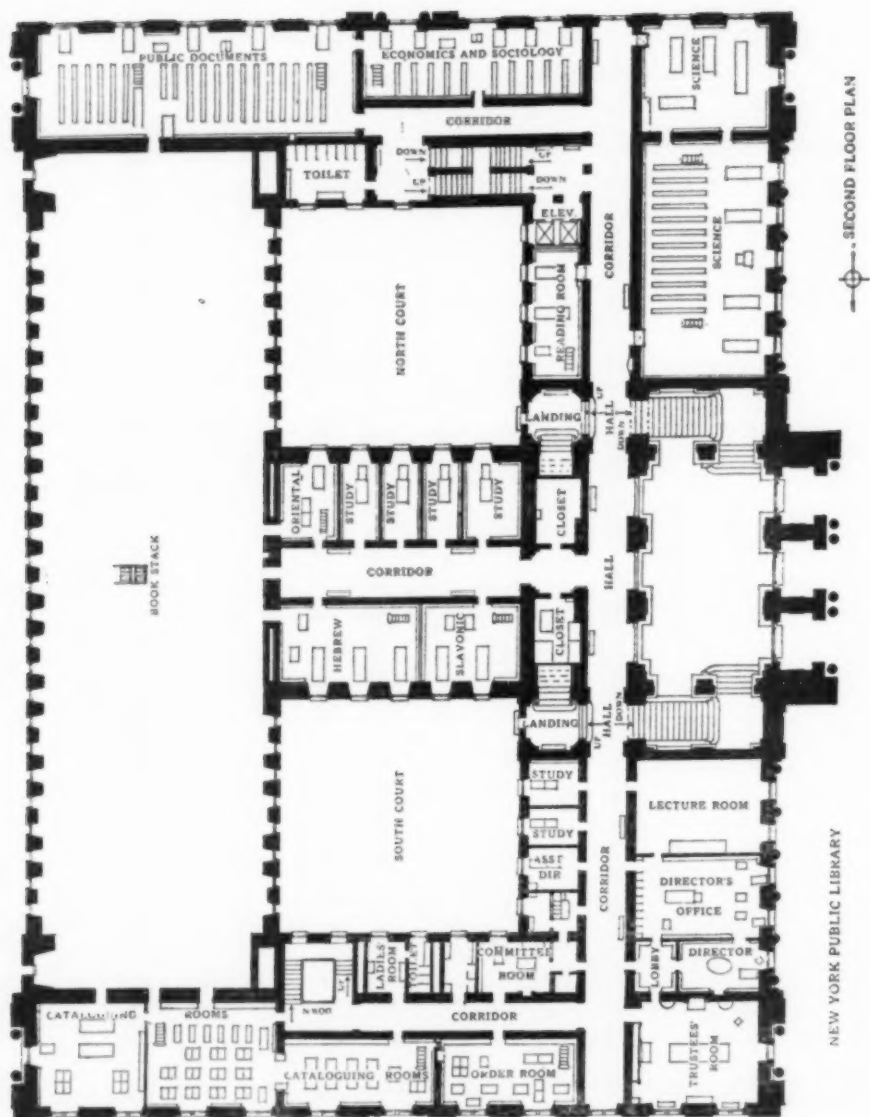 PUBLIC DOCUMENTS
ECONOMICS AND SOCIOLOGY
SCIENCE
CORRIDOR
TOILET
DOWN
UP
UP
DOWN
ELEV.
CORRIDOR
SCIENCE
READING ROOM
NORTH COURT
LANDING
UP
HALL
DOWN
ORIENTAL
STUDY
STUDY
STUDY
STUDY
CLOSET
BOOK STACK
CORRIDOR
HALL
HEBREW
SLAVONIC
CLOSET
LANDING
UP
HALL
DOWN
SOUTH COURT
STUDY
STUDY
ASST
DIR
CORRIDOR
LECTURE ROOM
DIRECTOR'S
OFFICE
LADIES'
ROOM
TOILET
COMMITTEE
ROOM
LOBBY
DIRECTOR
UP
DOWN
CATALOGUING ROOMS
CORRIDOR
CATALOGUING ROOMS
ORDER ROOM
TRUSTEES'
ROOM
SECOND FLOOR PLAN
NEW YORK PUBLIC LIBRARY